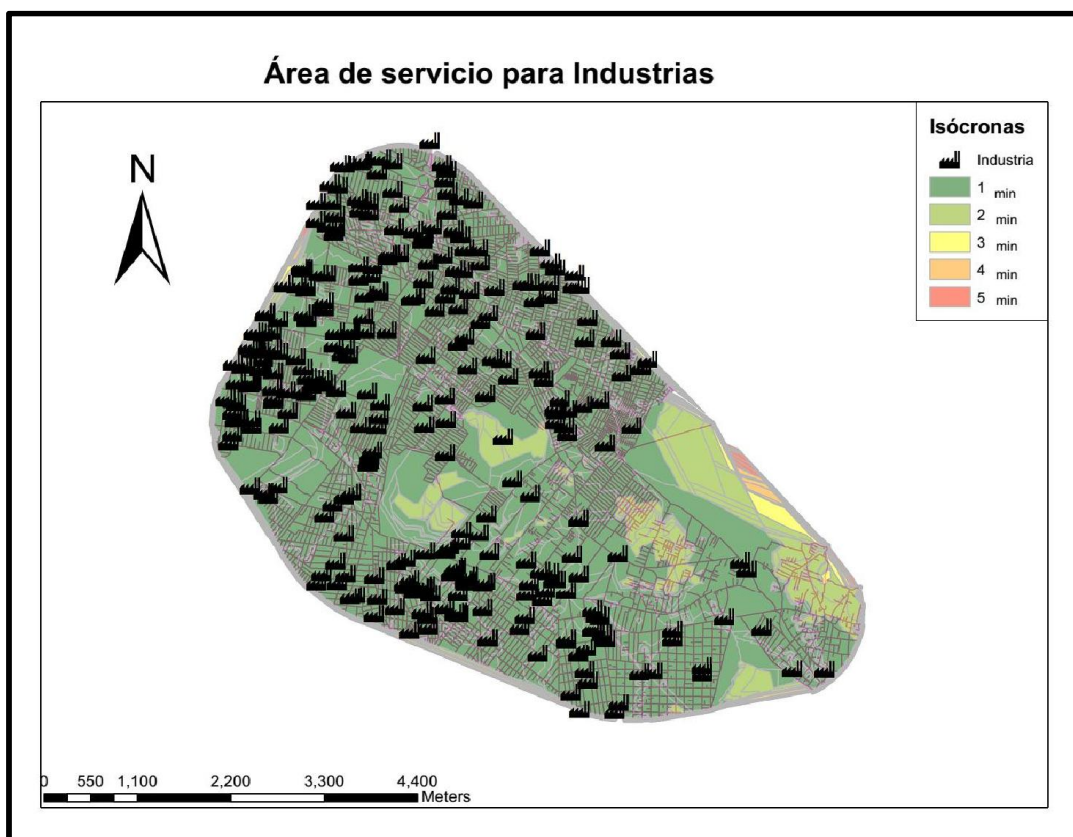 Área de servicio para Industrias
N
Isócronas
Industria
1 min
2 min
3 min
4 min
5 min
0 550 1,100 2,200 3,300 4,400
Meters